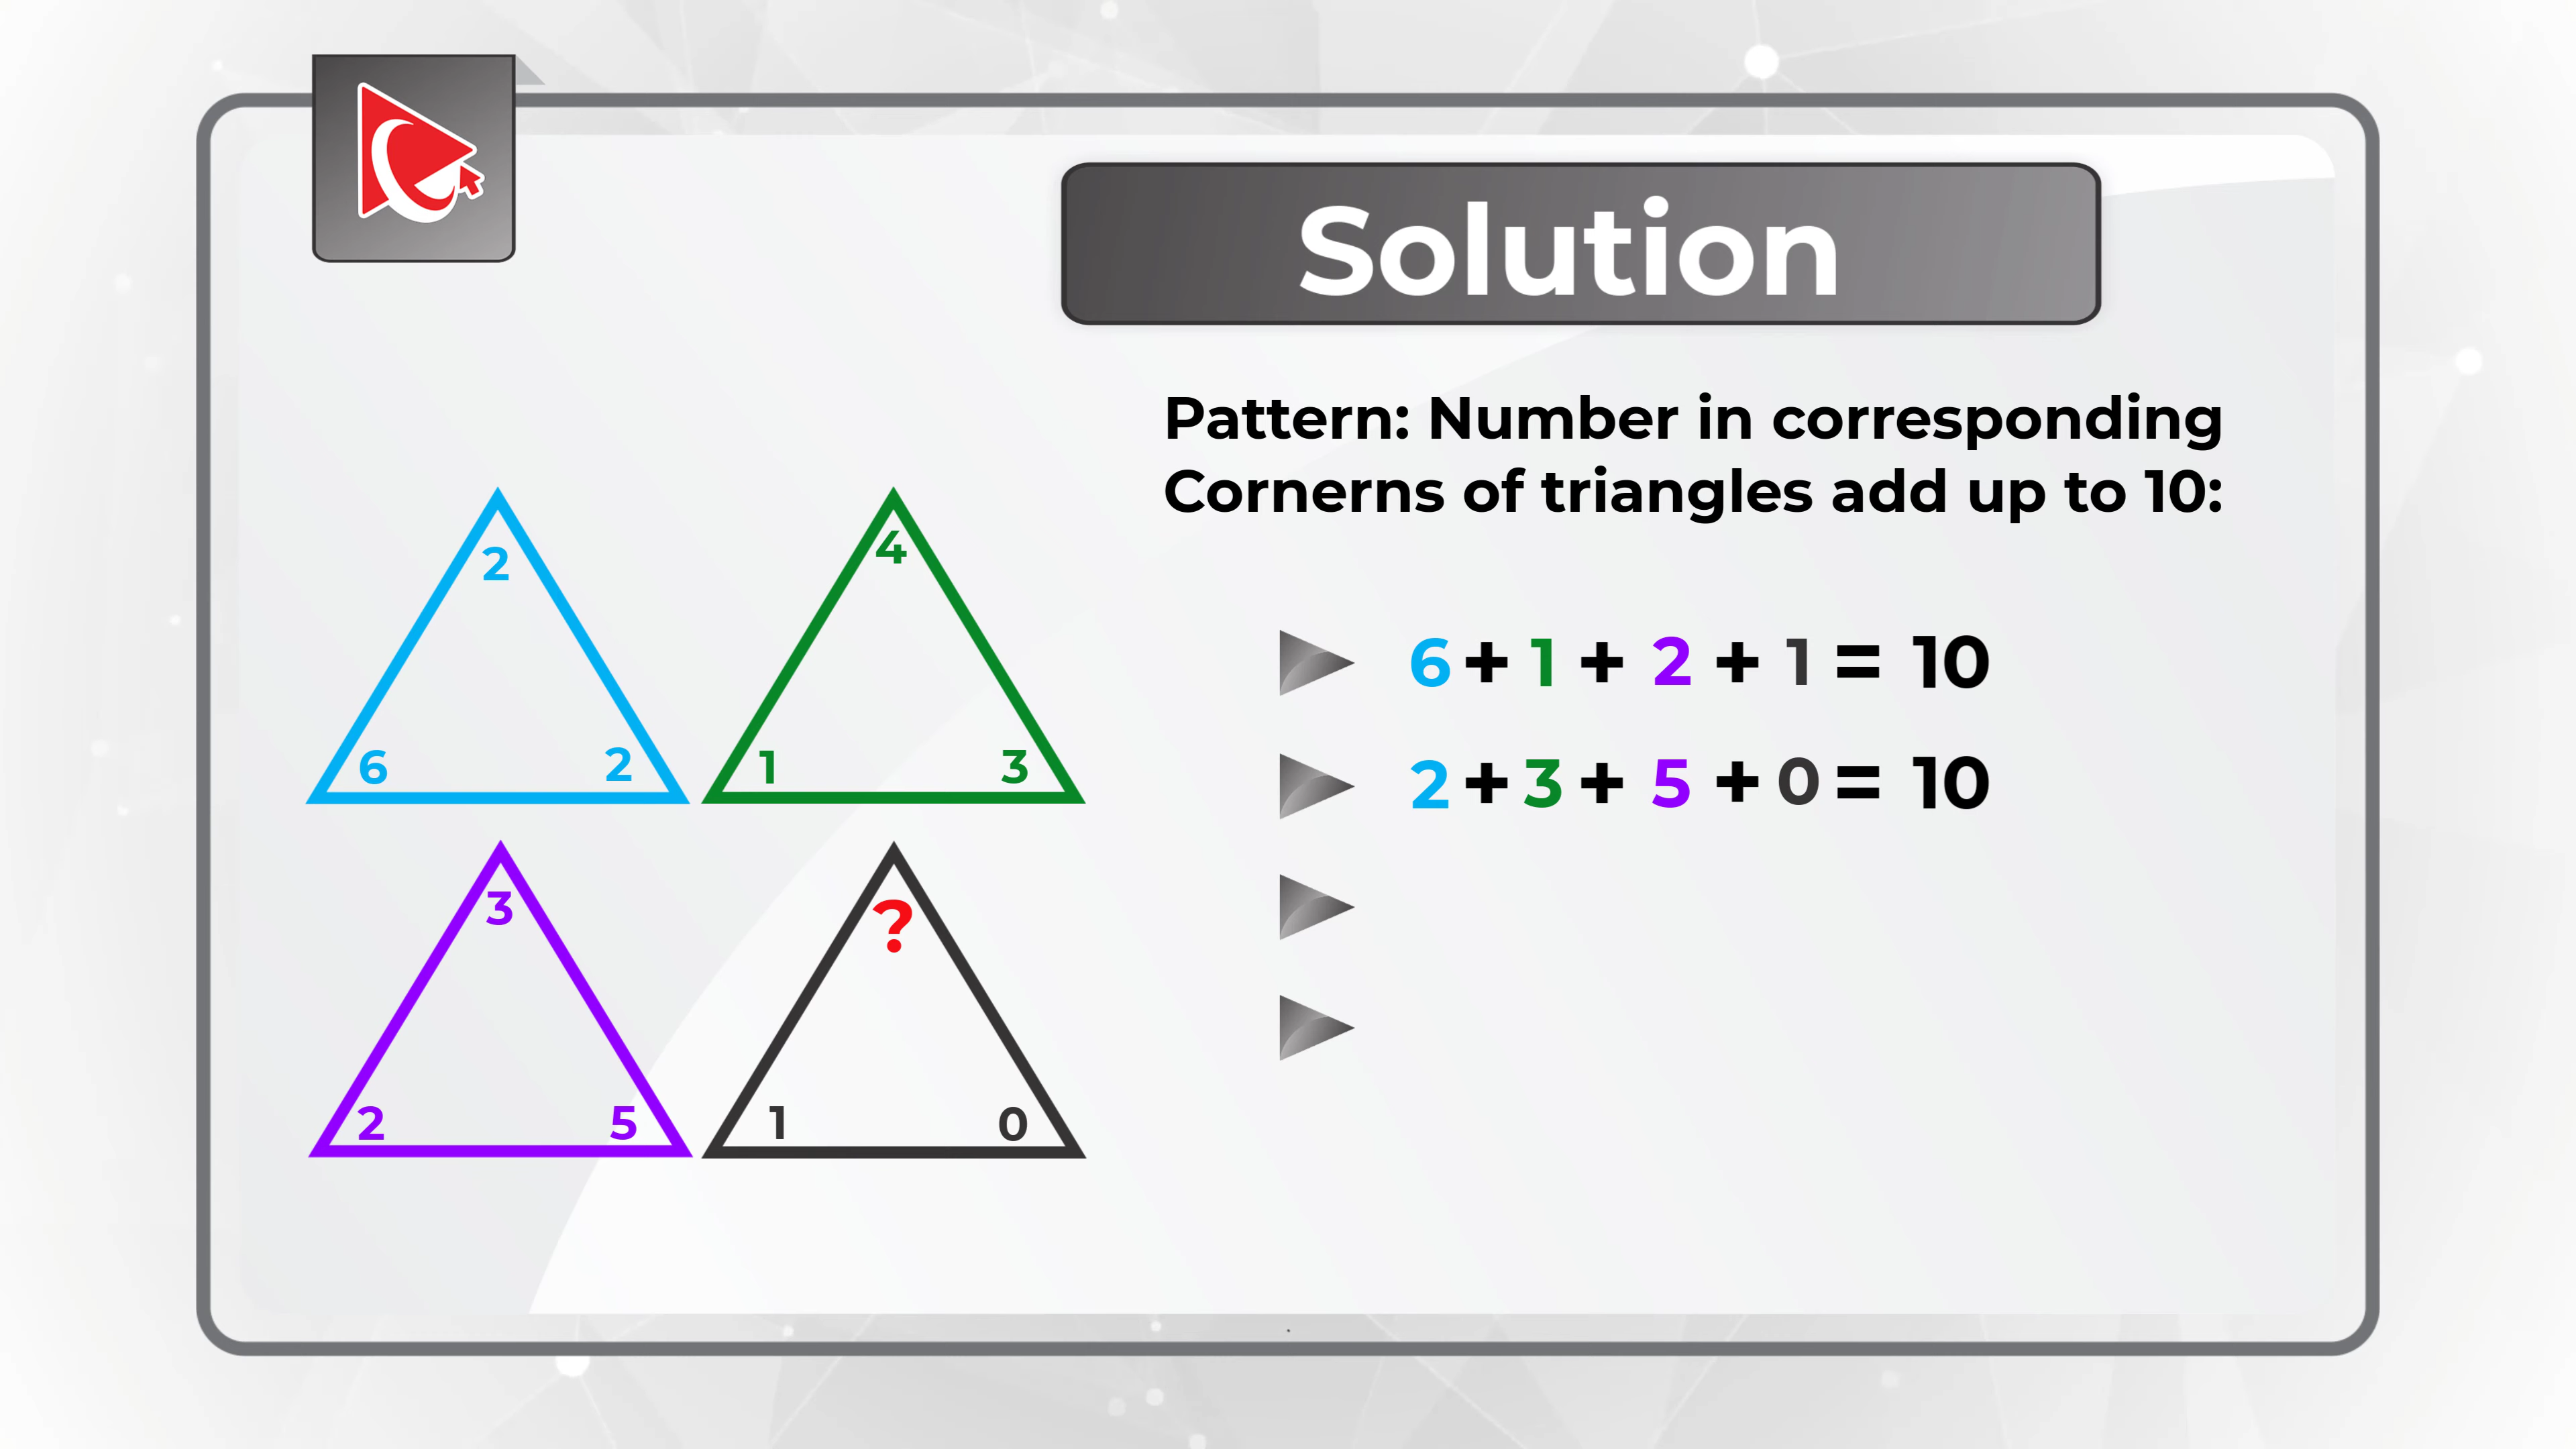 Solution
Pattern: Number in corresponding
Cornerns of triangles add up to 10:
2
4
6 2
1 3
6 + 1 + 2 + 1 = 10
2 + 3 + 5 + 0 = 10
3
?
2 5
1 0